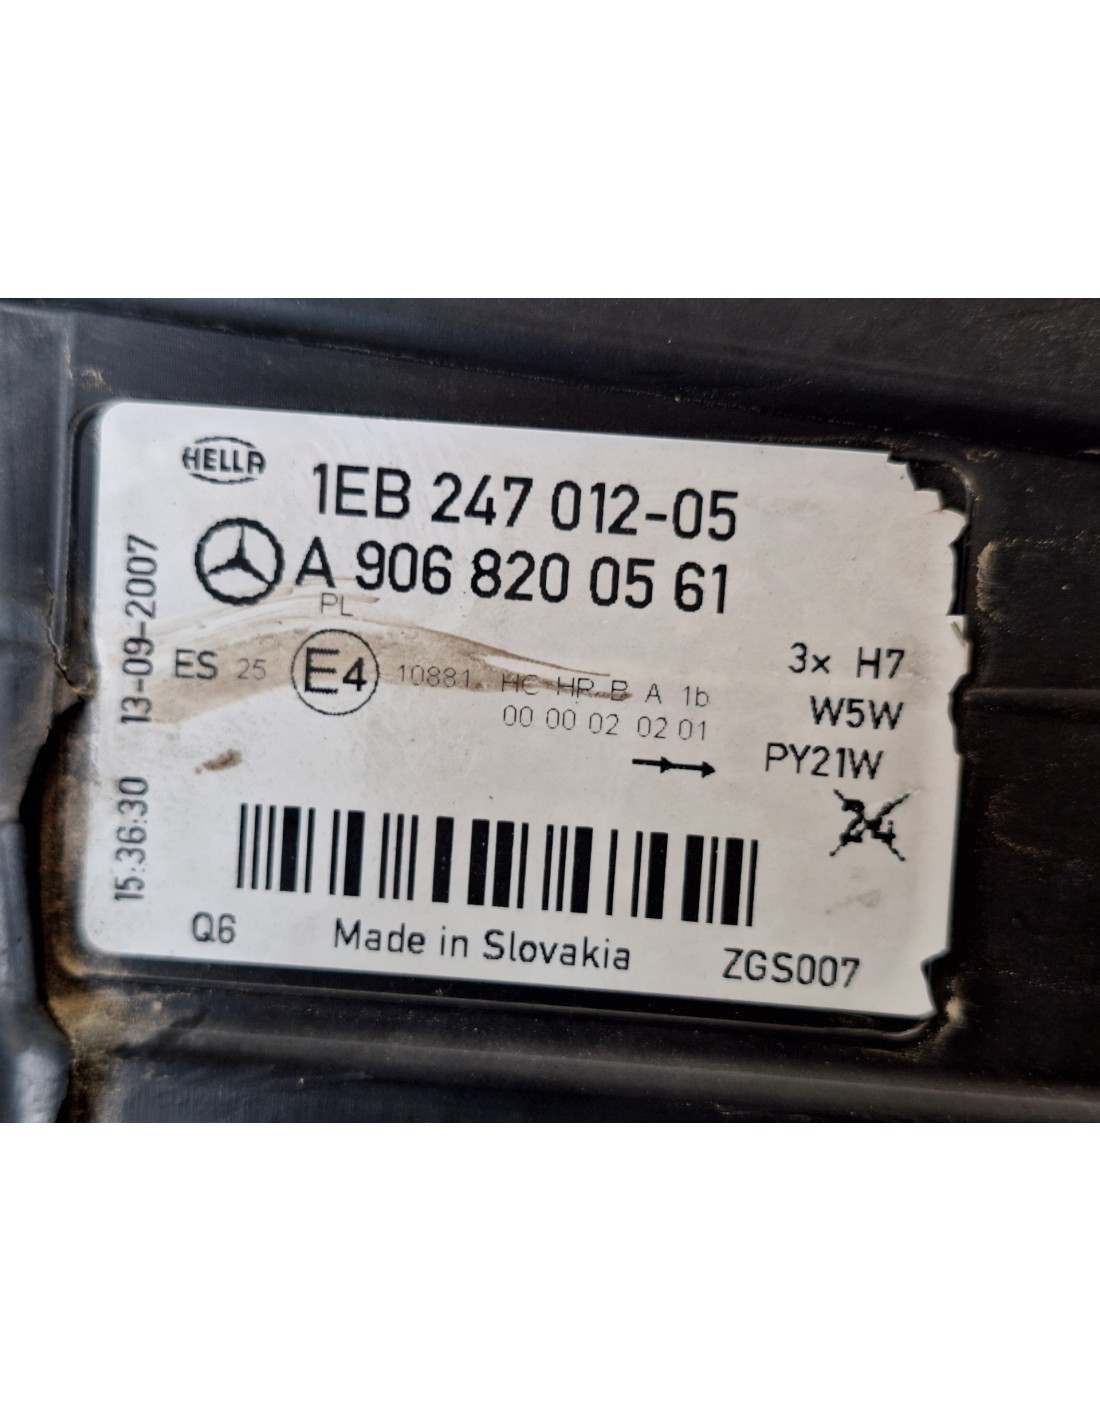 HELLA
1EB 247 012-05
A 906 820 05 61
PL
ES 25 E4 10881 HC HR B A 1b
00 00 02 02 01
3x H7
W5W
PY21W
24
Q6 Made in Slovakia ZGS007
15:36:30 13-09-2007